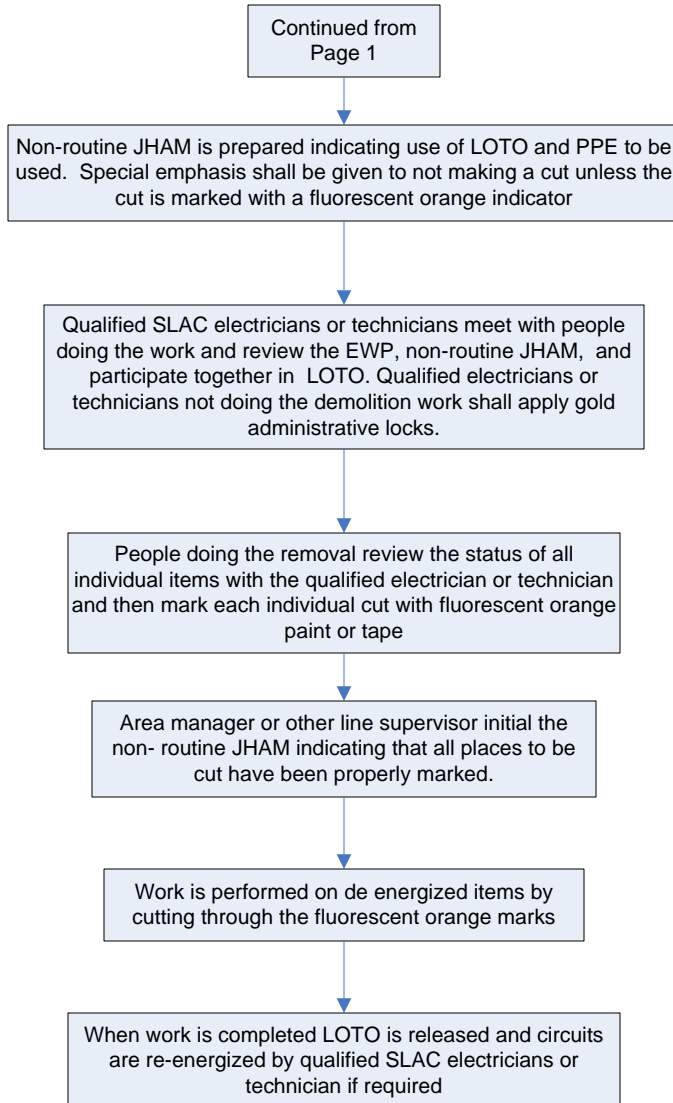 Continued from
Page 1
Non-routine JHAM is prepared indicating use of LOTO and PPE to be
used.  Special emphasis shall be given to not making a cut unless the
cut is marked with a fluorescent orange indicator
Qualified SLAC electricians or technicians meet with people
doing the work and review the EWP, non-routine JHAM,  and
participate together in  LOTO. Qualified electricians or
technicians not doing the demolition work shall apply gold
administrative locks.
People doing the removal review the status of all
individual items with the qualified electrician or technician
and then mark each individual cut with fluorescent orange
paint or tape
Area manager or other line supervisor initial the
non- routine JHAM indicating that all places to be
cut have been properly marked.
Work is performed on de energized items by
cutting through the fluorescent orange marks
When work is completed LOTO is released and circuits
are re-energized by qualified SLAC electricians or
technician if required